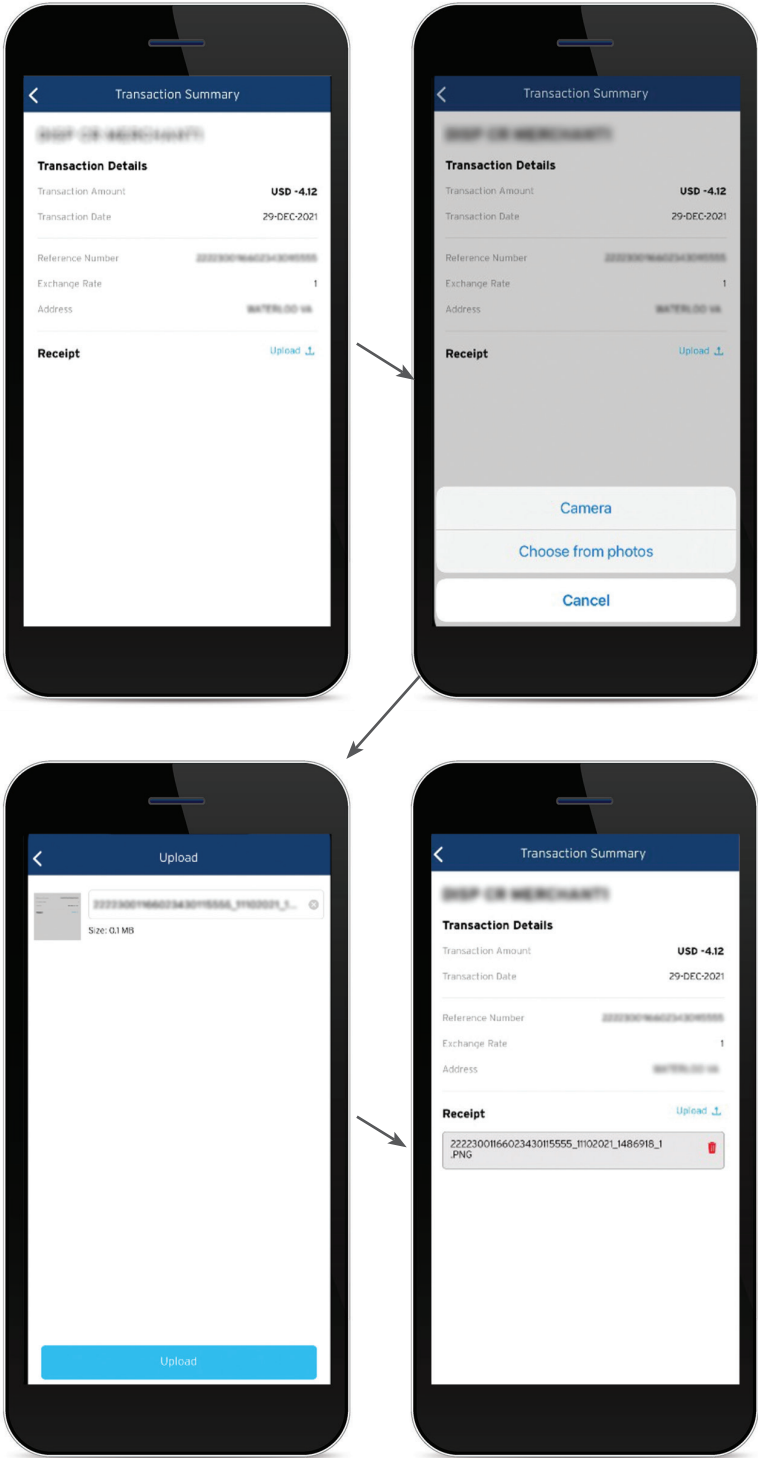 Transaction Summary
Transaction Details
Transaction Amount USD -4.12
Transaction Date 29-DEC-2021
Reference Number
Exchange Rate 1
Address
Receipt Upload
Transaction Summary
Transaction Details
Transaction Amount USD -4.12
Transaction Date 29-DEC-2021
Reference Number
Exchange Rate 1
Address
Receipt Upload
Camera
Choose from photos
Cancel
Upload
Size: 0.1 MB
Upload
Transaction Summary
Transaction Details
Transaction Amount USD -4.12
Transaction Date 29-DEC-2021
Reference Number
Exchange Rate 1
Address
Receipt Upload
22223001166023430115555_11102021_1486918_1
.PNG